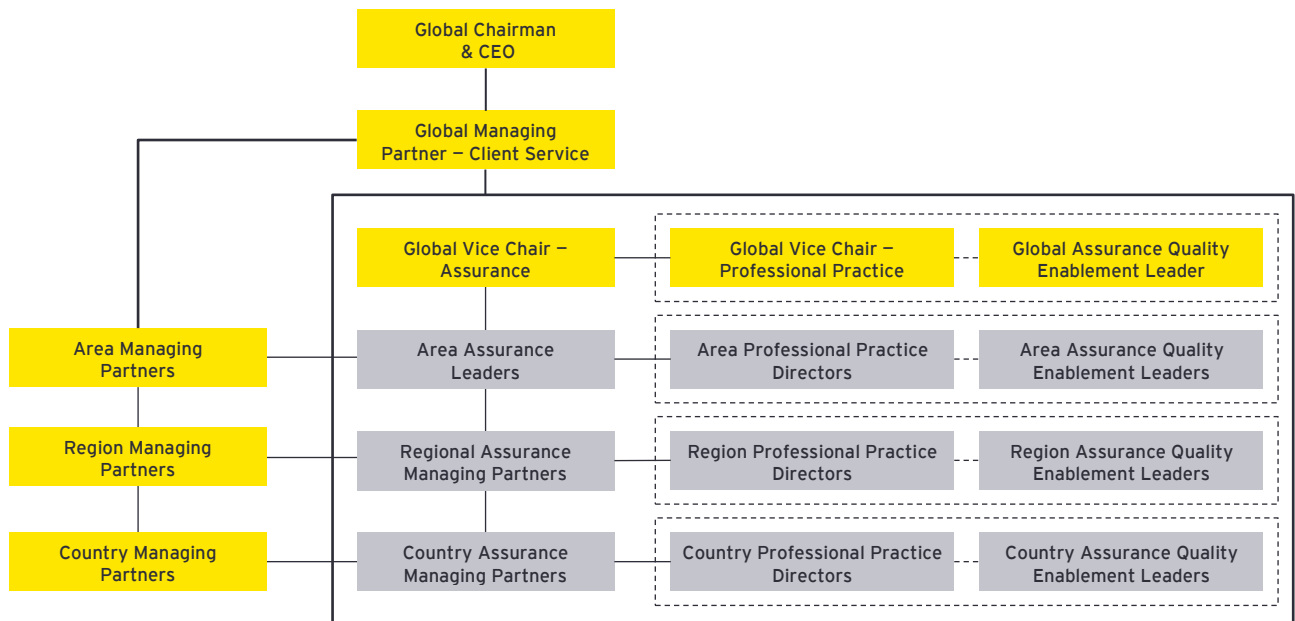 Global Chairman
& CEO
Global Managing
Partner – Client Service
Global Vice Chair –
Assurance
Global Vice Chair –
Professional Practice
Global Assurance Quality
Enablement Leader
Area Managing
Partners
Area Assurance
Leaders
Area Professional Practice
Directors
Area Assurance Quality
Enablement Leaders
Region Managing
Partners
Regional Assurance
Managing Partners
Region Professional Practice
Directors
Region Assurance Quality
Enablement Leaders
Country Managing
Partners
Country Assurance
Managing Partners
Country Professional Practice
Directors
Country Assurance Quality
Enablement Leaders